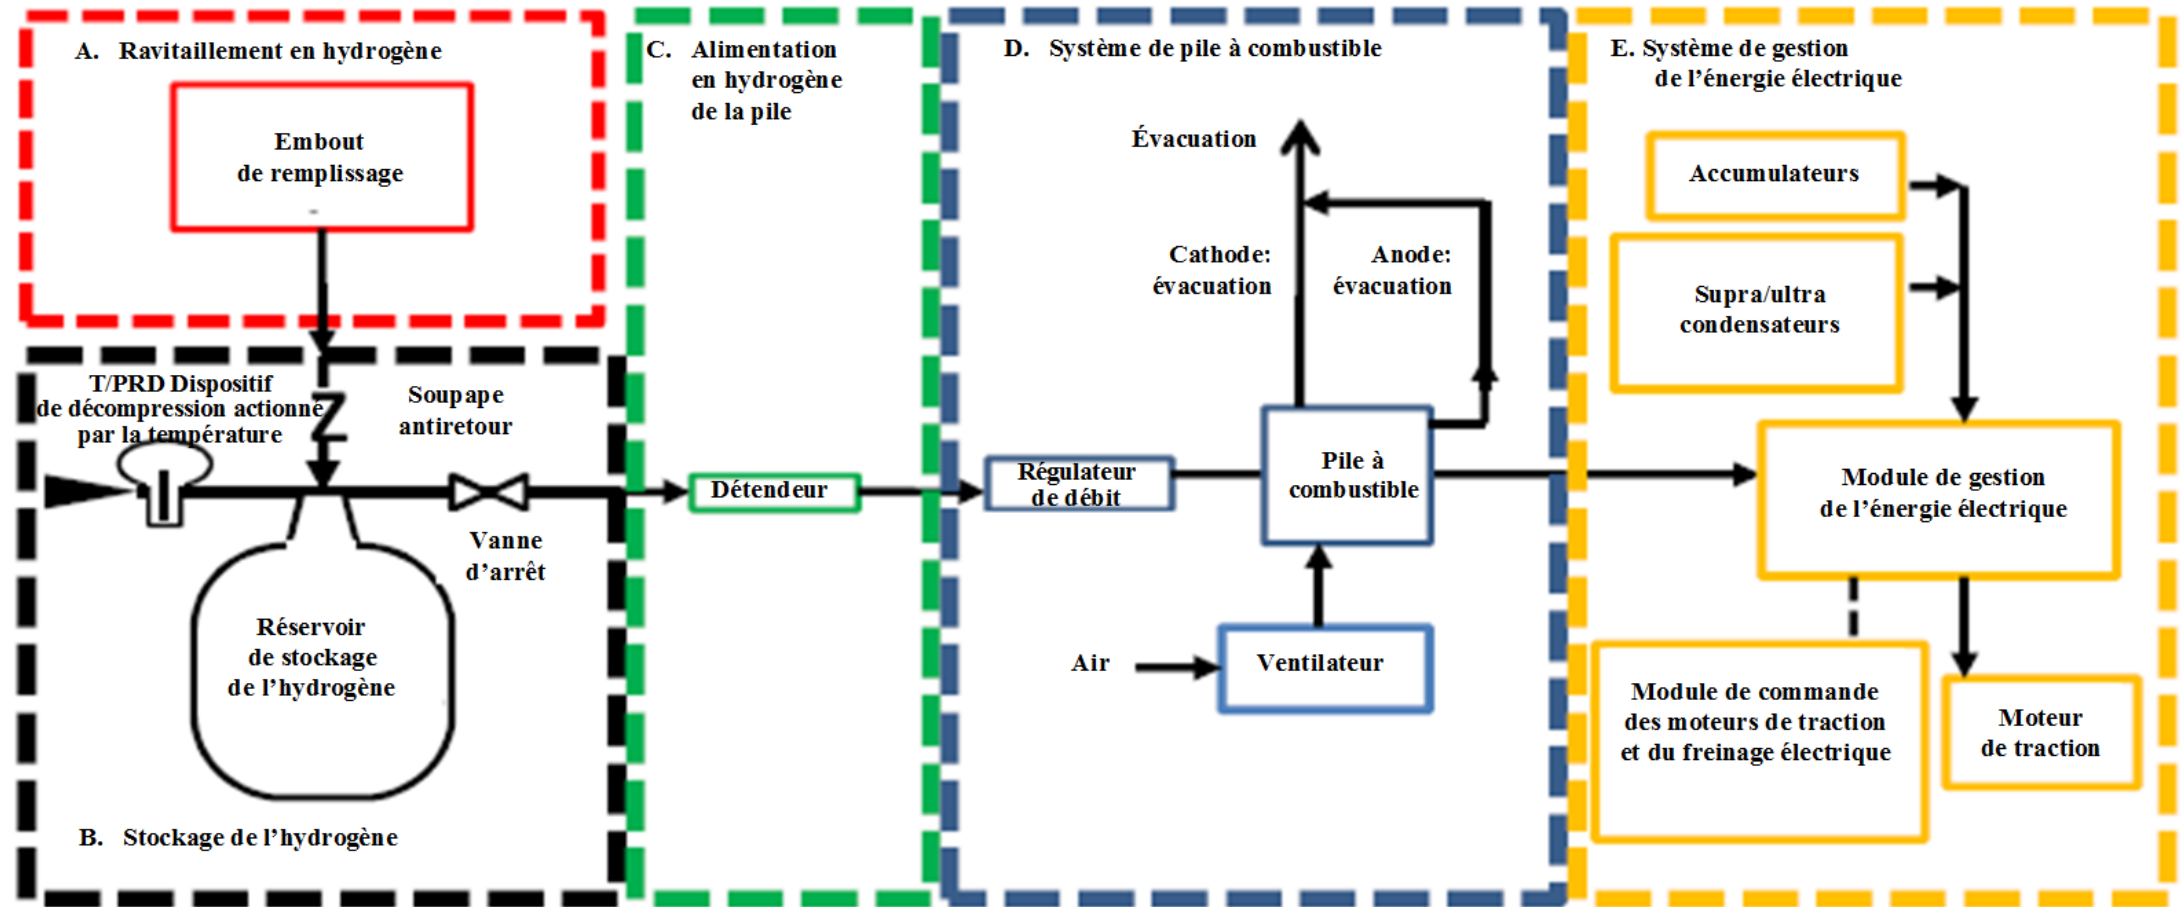 A. Ravitaillement en hydrogène
Embout
de remplissage
T/PRD Dispositif
de décompression actionné
par la température
Soupape
antiretour
Vanne
d’arrêt
Réservoir
de stockage
de l’hydrogène
B. Stockage de l’hydrogène
C. Alimentation
en hydrogène
de la pile
Détendeur
D. Système de pile à combustible
Évacuation
Cathode:
évacuation
Anode:
évacuation
Régulateur
de débit
Pile à
combustible
Air
Ventilateur
E. Système de gestion
de l’énergie électrique
Accumulateurs
Supra/ultra
condensateurs
Module de gestion
de l’énergie électrique
Module de commande
des moteurs de traction
et du freinage électrique
Moteur
de traction